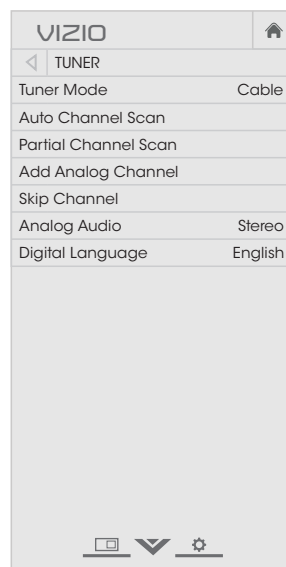 VIZIO
TUNER
Tuner Mode Cable
Auto Channel Scan
Partial Channel Scan
Add Analog Channel
Skip Channel
Analog Audio Stereo
Digital Language English